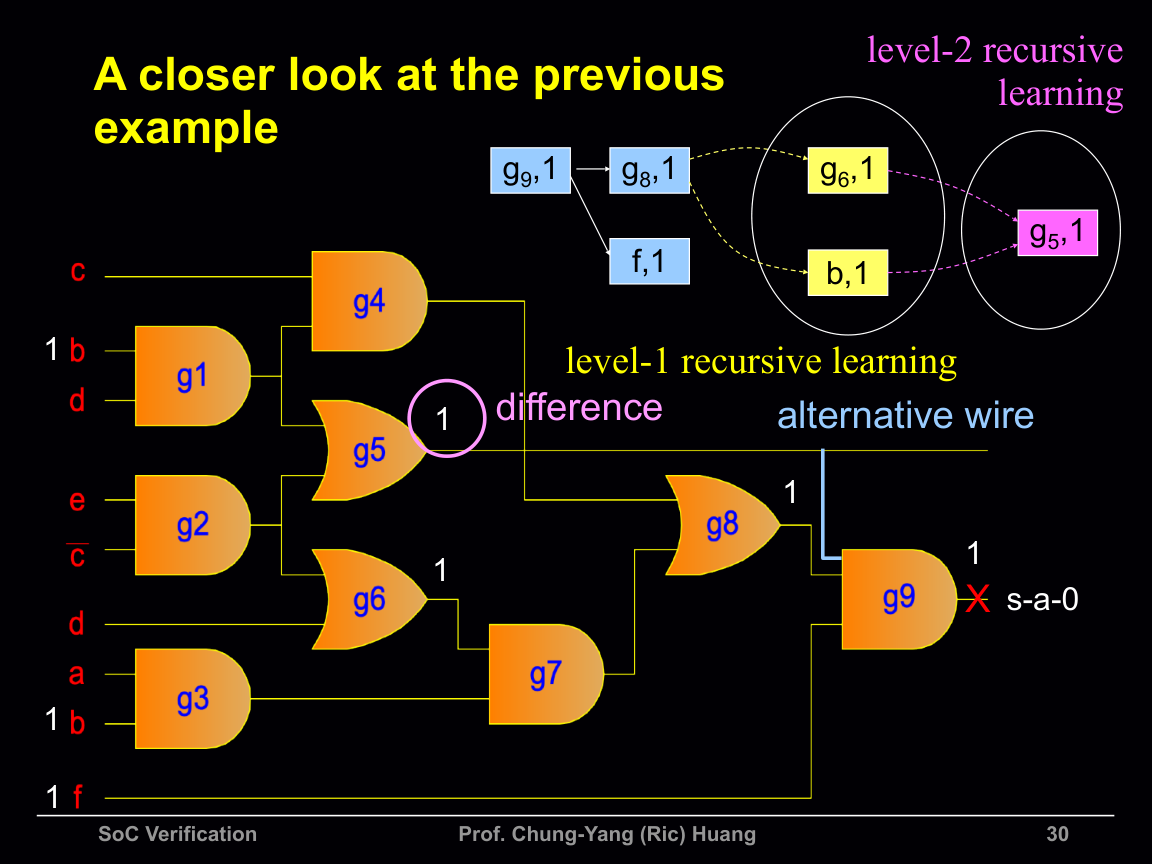 A closer look at the previous
example
level-2 recursive
learning
g9,1
g8,1
g6,1
g5,1
f,1
b,1
level-1 recursive learning
c
g4
1 b
g1
d
1
difference
alternative wire
g5
e
g2
c̅
g8
1
g6
1
1
g9
X s-a-0
d
a
g3
g7
1 b
1 f
SoC Verification
Prof. Chung-Yang (Ric) Huang
30